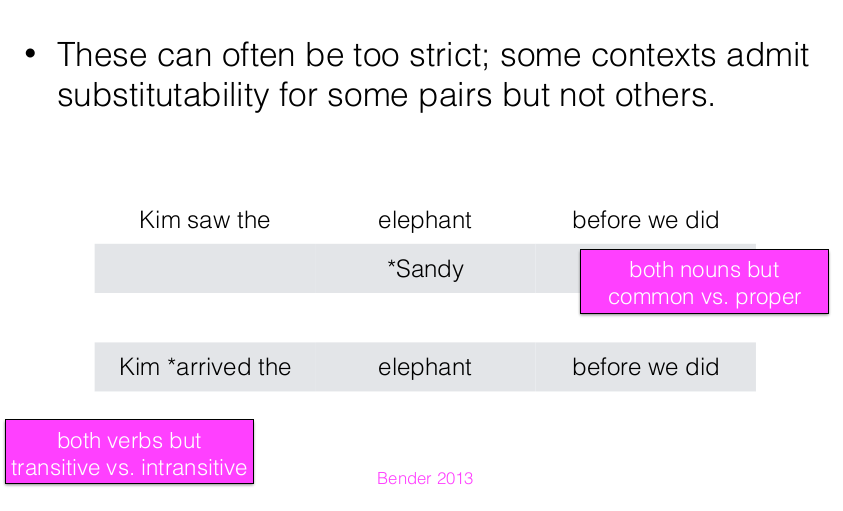 • These can often be too strict; some contexts admit
substitutability for some pairs but not others.
Kim saw the elephant before we did
*Sandy
both nouns but
common vs. proper
Kim *arrived the elephant before we did
both verbs but
transitive vs. intransitive
Bender 2013